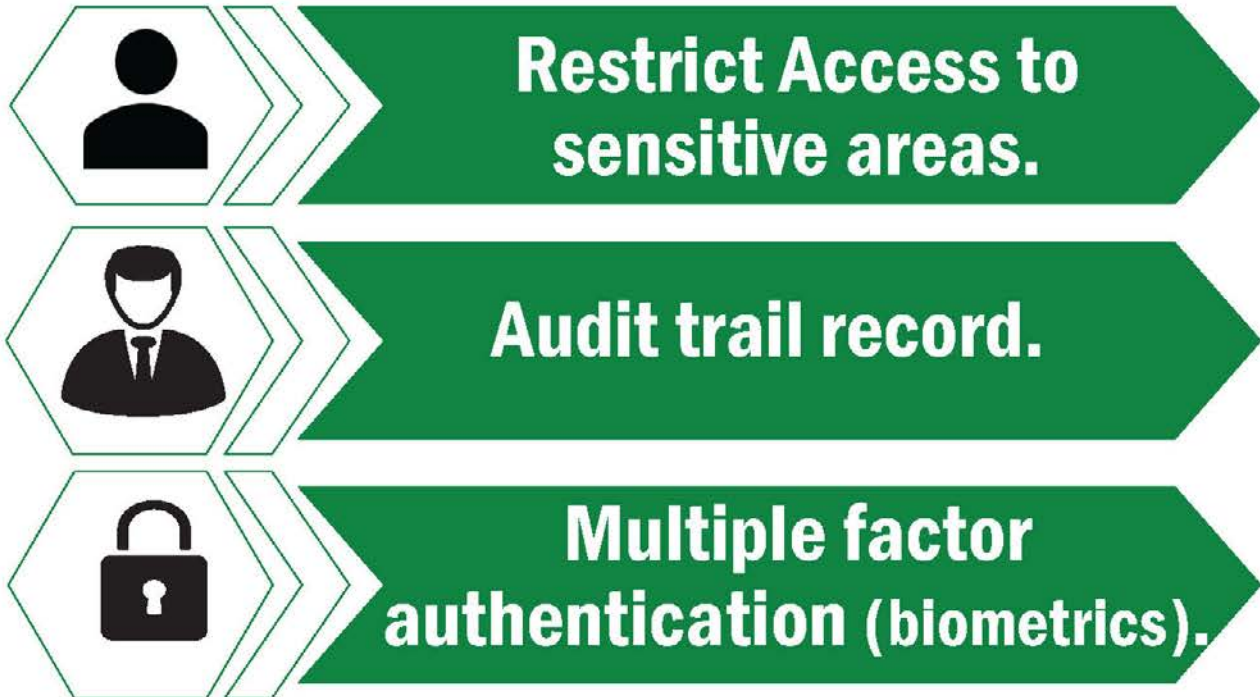 Restrict Access to
sensitive areas.
Audit trail record.
Multiple factor
authentication (biometrics).